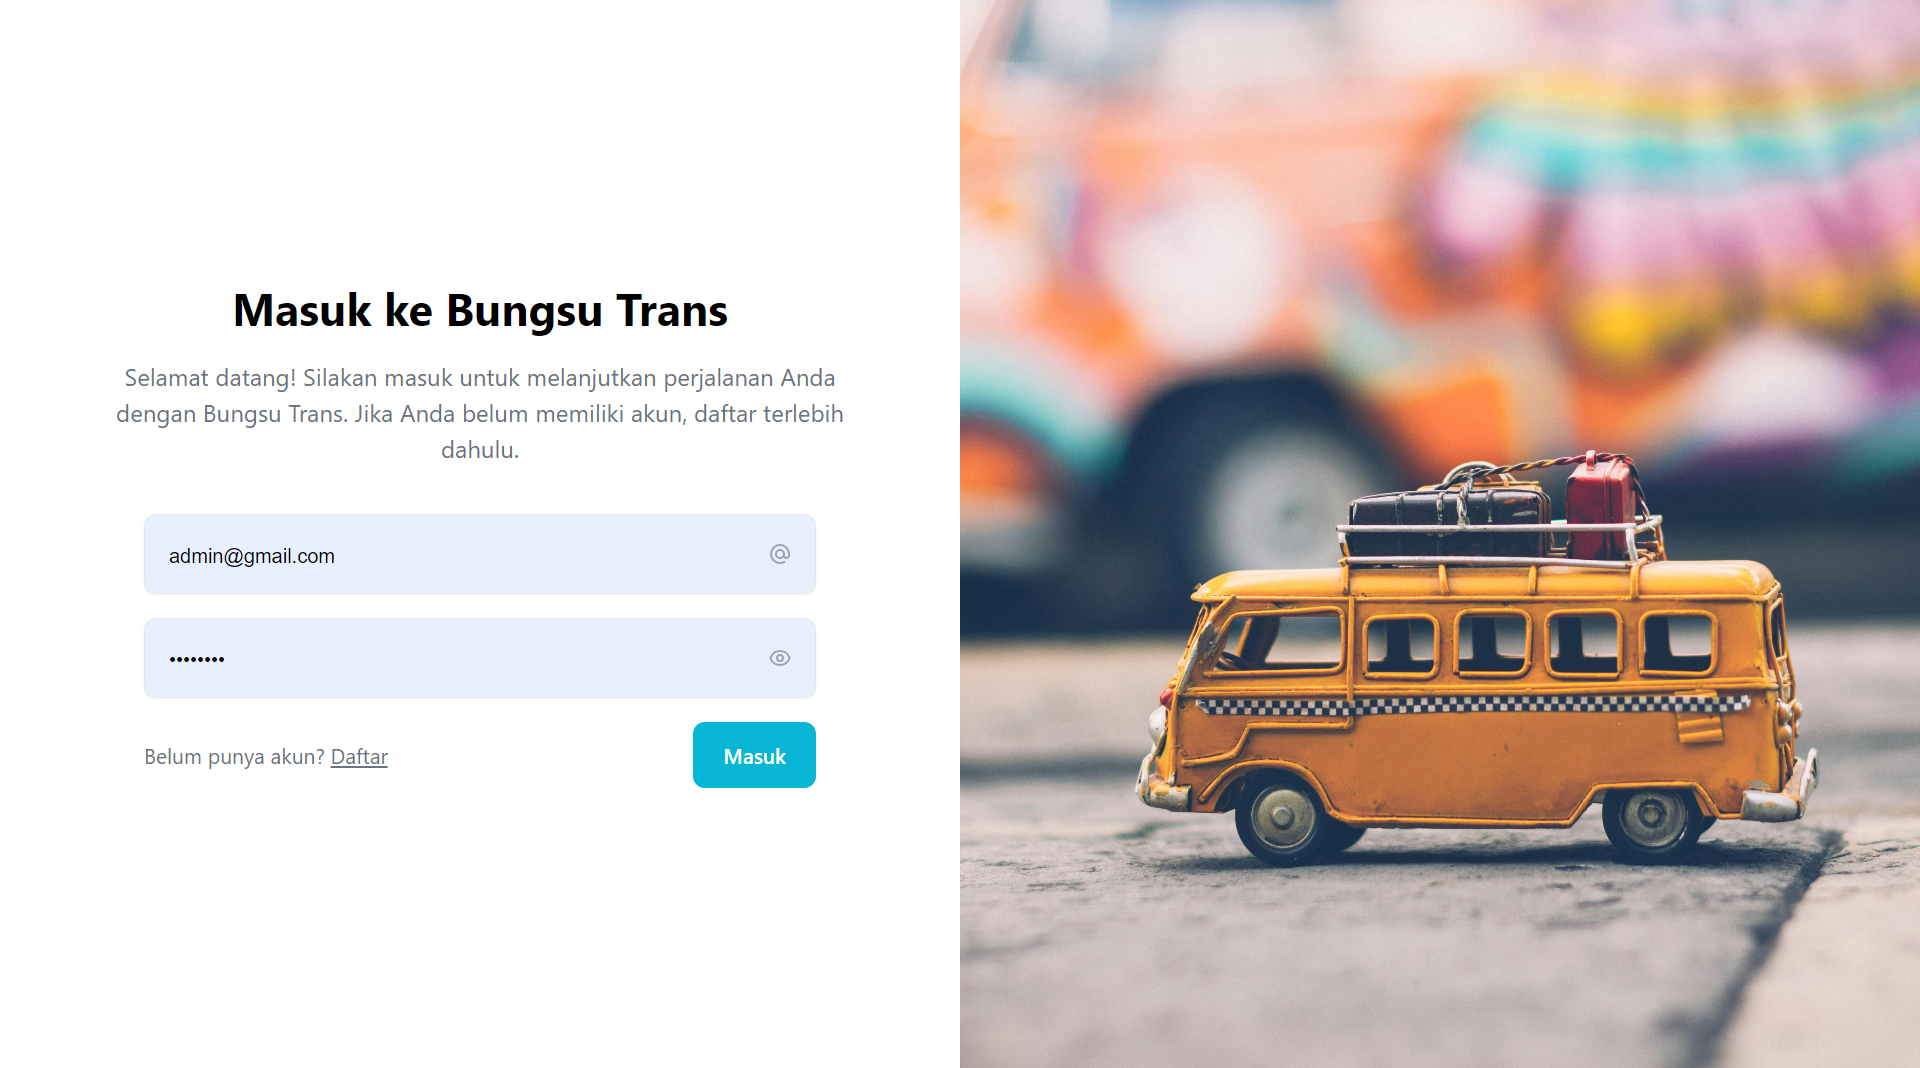 Masuk ke Bungsu Trans
Selamat datang! Silakan masuk untuk melanjutkan perjalanan Anda
dengan Bungsu Trans. Jika Anda belum memiliki akun, daftar terlebih
dahulu.
admin@gmail.com
••••••••
Belum punya akun? Daftar
Masuk